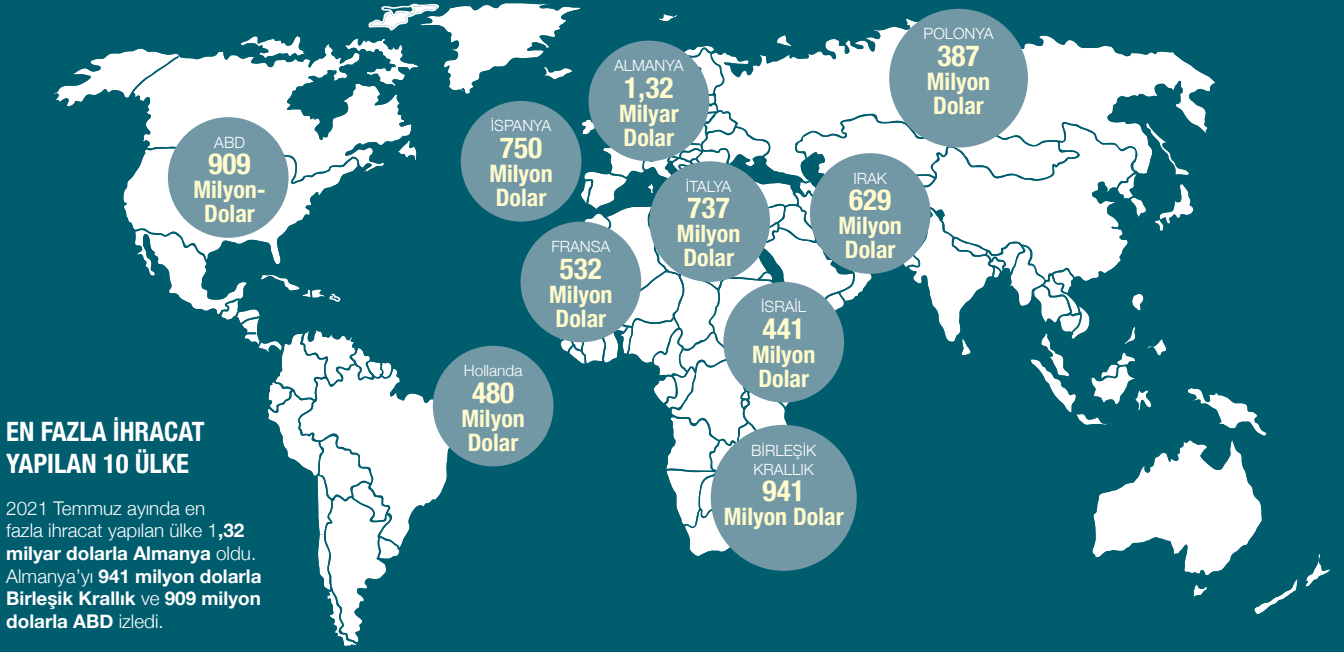 POLONYA
387
Milyon
Dolar
ALMANYA
1,32
Milyar
Dolar
İSPANYA
750
Milyon
Dolar
ABD
909
Milyon-
Dolar
İTALYA
737
Milyon
Dolar
IRAK
629
Milyon
Dolar
FRANSA
532
Milyon
Dolar
İSRAİL
441
Milyon
Dolar
Hollanda
480
Milyon
Dolar
BİRLEŞİK
KRALLIK
941
Milyon Dolar
EN FAZLA İHRACAT
YAPILAN 10 ÜLKE
2021 Temmuz ayında en
fazla ihracat yapılan ülke 1,32
milyar dolarla Almanya oldu.
Almanya’yı 941 milyon dolarla
Birleşik Krallık ve 909 milyon
dolarla ABD izledi.